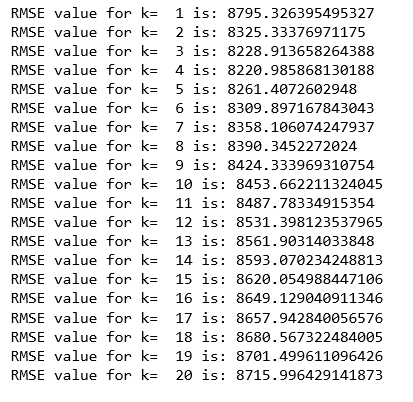 RMSE value for k=  1 is: 8795.326395495327
RMSE value for k=  2 is: 8325.33376971175
RMSE value for k=  3 is: 8228.913658264388
RMSE value for k=  4 is: 8220.985868130188
RMSE value for k=  5 is: 8261.4072602948
RMSE value for k=  6 is: 8309.897167843043
RMSE value for k=  7 is: 8358.106074247937
RMSE value for k=  8 is: 8390.3452272024
RMSE value for k=  9 is: 8424.333969310754
RMSE value for k=  10 is: 8453.662211324045
RMSE value for k=  11 is: 8487.78334915354
RMSE value for k=  12 is: 8531.398123537965
RMSE value for k=  13 is: 8561.90314033848
RMSE value for k=  14 is: 8593.070234248813
RMSE value for k=  15 is: 8620.054988447106
RMSE value for k=  16 is: 8649.129040911346
RMSE value for k=  17 is: 8657.942840056576
RMSE value for k=  18 is: 8680.567322484005
RMSE value for k=  19 is: 8701.499611096426
RMSE value for k=  20 is: 8715.996429141873